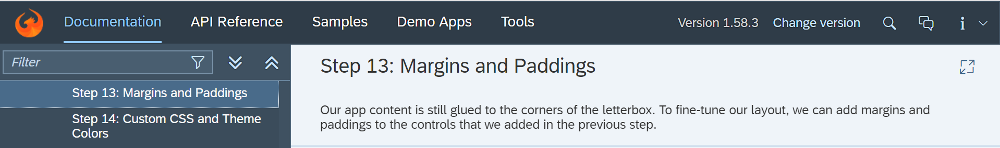 Documentation API Reference Samples Demo Apps Tools Version 1.58.3 Change version
Filter
Step 13: Margins and Paddings
Step 14: Custom CSS and Theme
Colors
Step 13: Margins and Paddings
Our app content is still glued to the corners of the letterbox. To fine-tune our layout, we can add margins and
paddings to the controls that we added in the previous step.